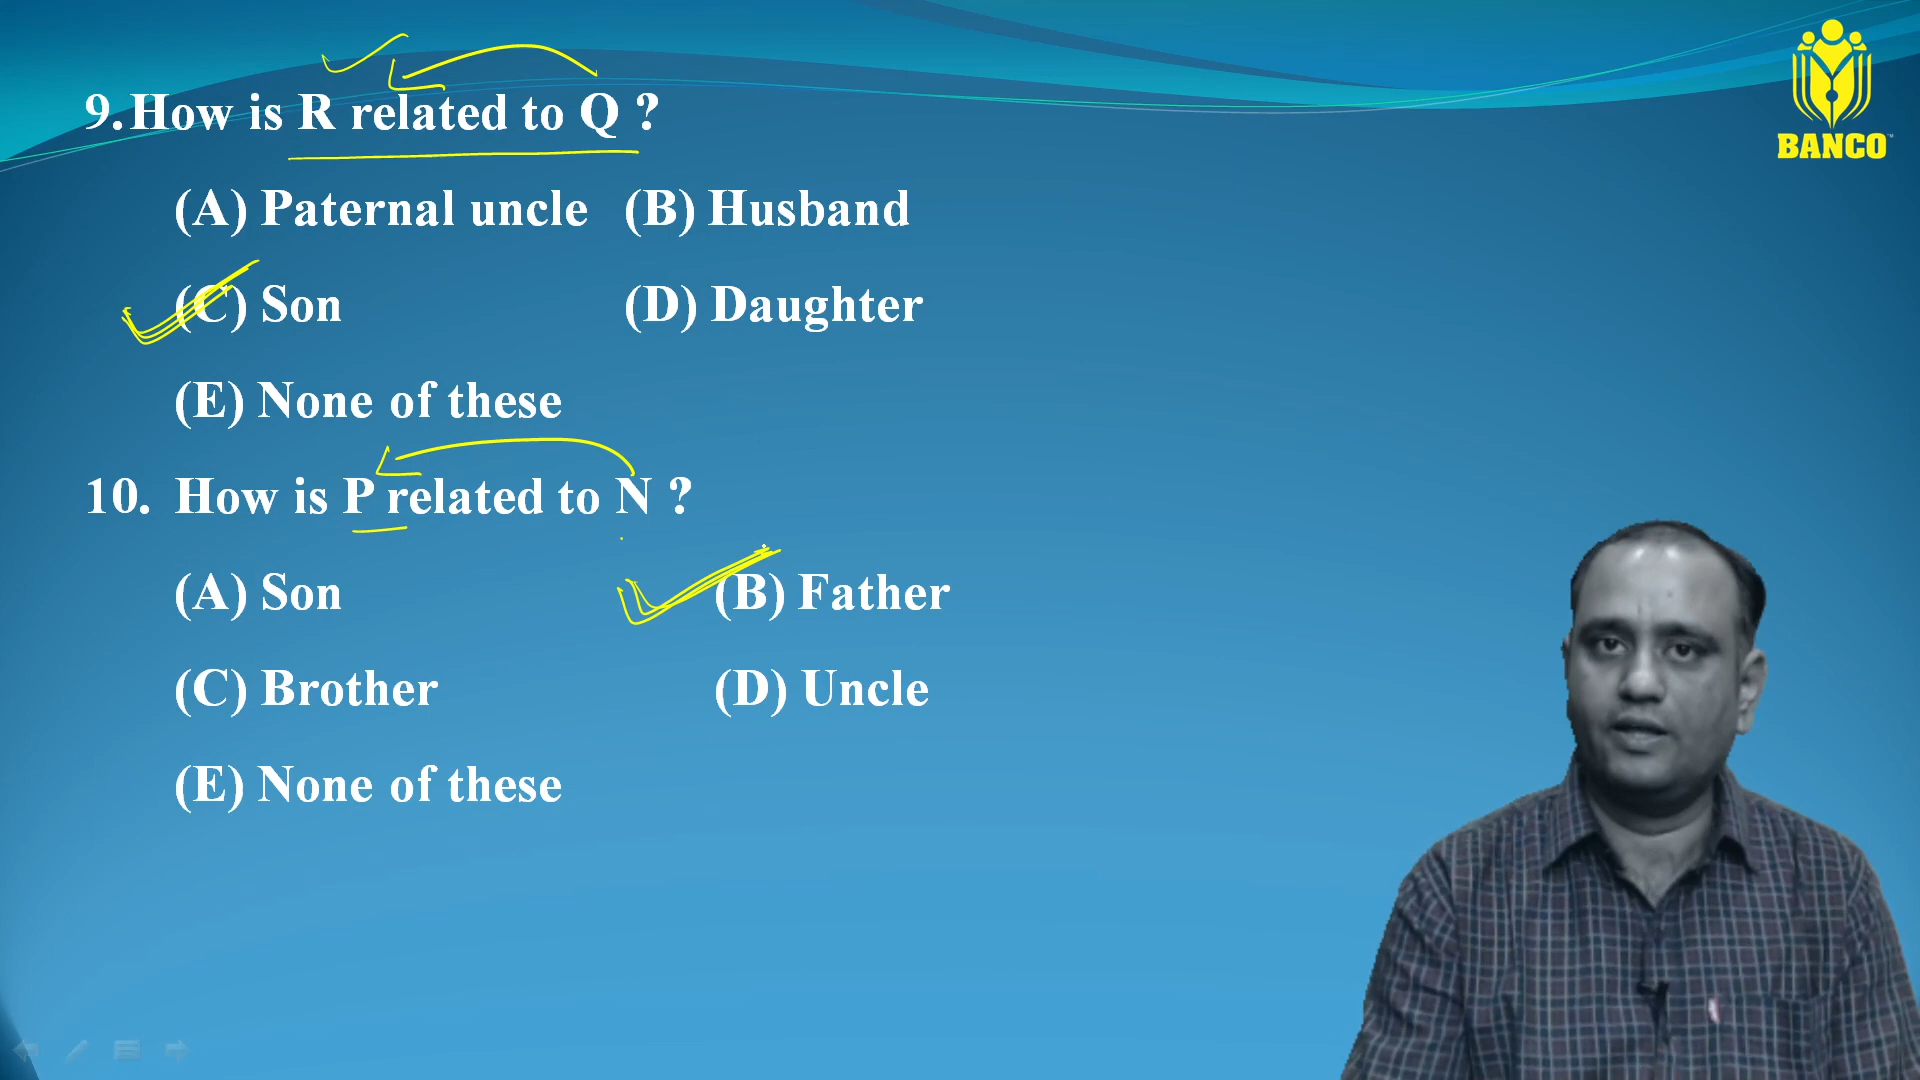 BANCO
9. How is R related to Q ?
(A) Paternal uncle (B) Husband
(C) Son (D) Daughter
(E) None of these
10. How is P related to N ?
(A) Son (B) Father
(C) Brother (D) Uncle
(E) None of these